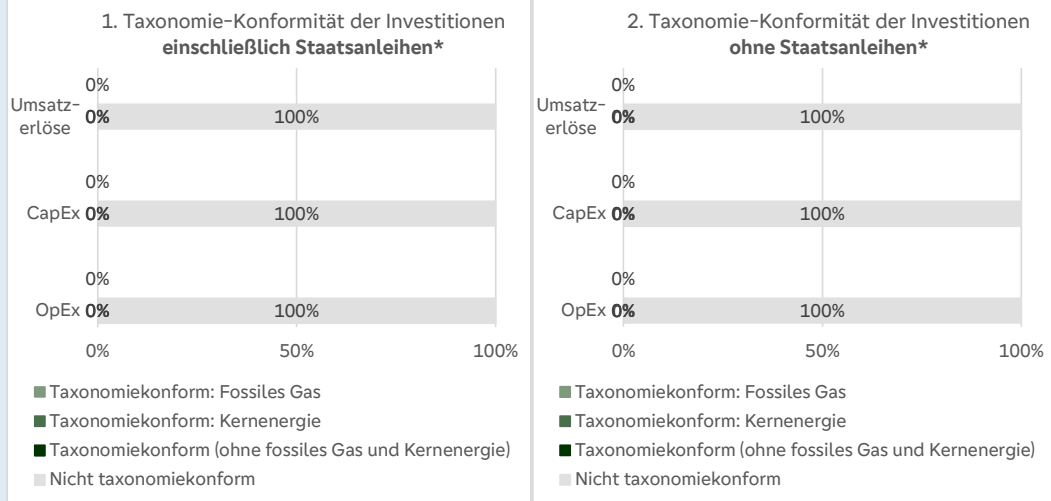 1. Taxonomie-Konformität der Investitionen
einschließlich Staatsanleihen*
0%
Umsatz-
erlöse
0%
100%
0%
CapEx
0%
100%
0%
OpEx
0%
100%
0%
50%
100%
Taxonomiekonform: Fossiles Gas
Taxonomiekonform: Kernenergie
Taxonomiekonform (ohne fossiles Gas und Kernenergie)
Nicht taxonomiekonform
2. Taxonomie-Konformität der Investitionen
ohne Staatsanleihen*
0%
Umsatz-
erlöse
0%
100%
0%
CapEx
0%
100%
0%
OpEx
0%
100%
0%
50%
100%
Taxonomiekonform: Fossiles Gas
Taxonomiekonform: Kernenergie
Taxonomiekonform (ohne fossiles Gas und Kernenergie)
Nicht taxonomiekonform